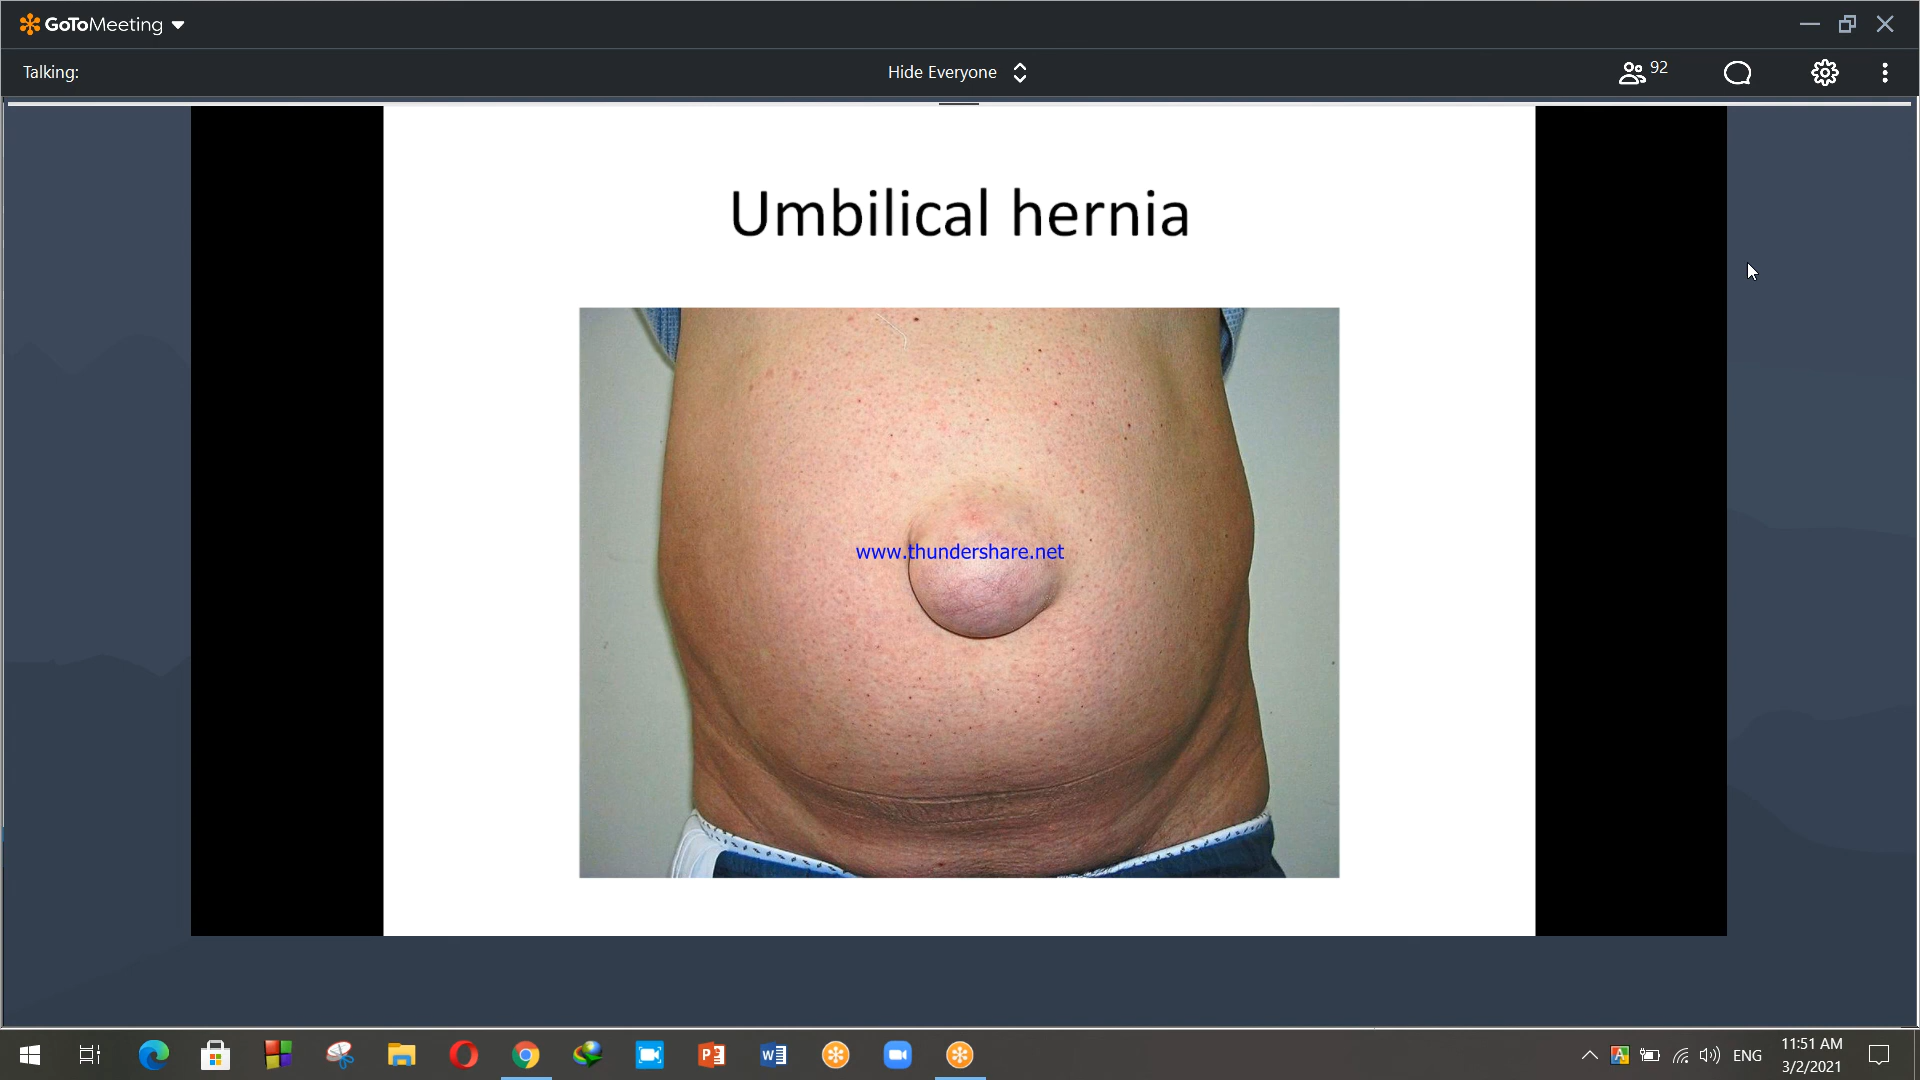 GoToMeeting
Talking:
Hide Everyone
92
Umbilical hernia
www.thundershare.net
ENG
11:51 AM
3/2/2021